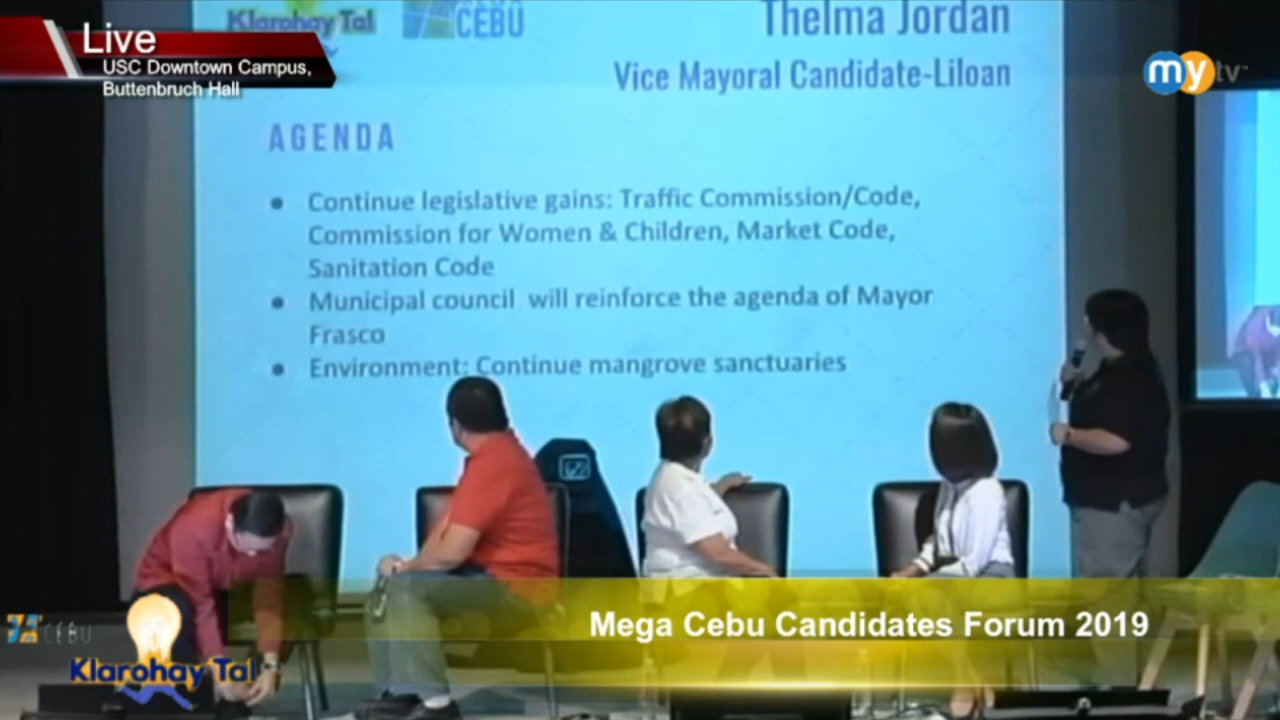 Live
USC Downtown Campus,
Buttenbruch Hall
Klarohay Tal
CEBU
Thelma Jordan
Vice Mayoral Candidate-Liloan
my tv
AGENDA
• Continue legislative gains: Traffic Commission/Code,
Commission for Women & Children, Market Code,
Sanitation Code
• Municipal council will reinforce the agenda of Mayor
Frasco
• Environment: Continue mangrove sanctuaries
Mega Cebu Candidates Forum 2019
CEBU
Klarohay Tal